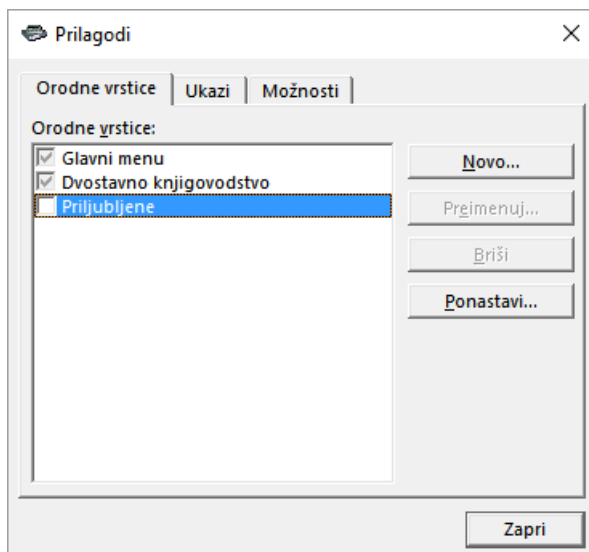 Prilagodi
Orodne vrstice Ukazi Možnosti
Orodne vrstice:
Glavni menu
Dvostavno knjigovodstvo
Priljubljene
Novo...
Preimenuj...
Briši
Ponastavi...
Zapri